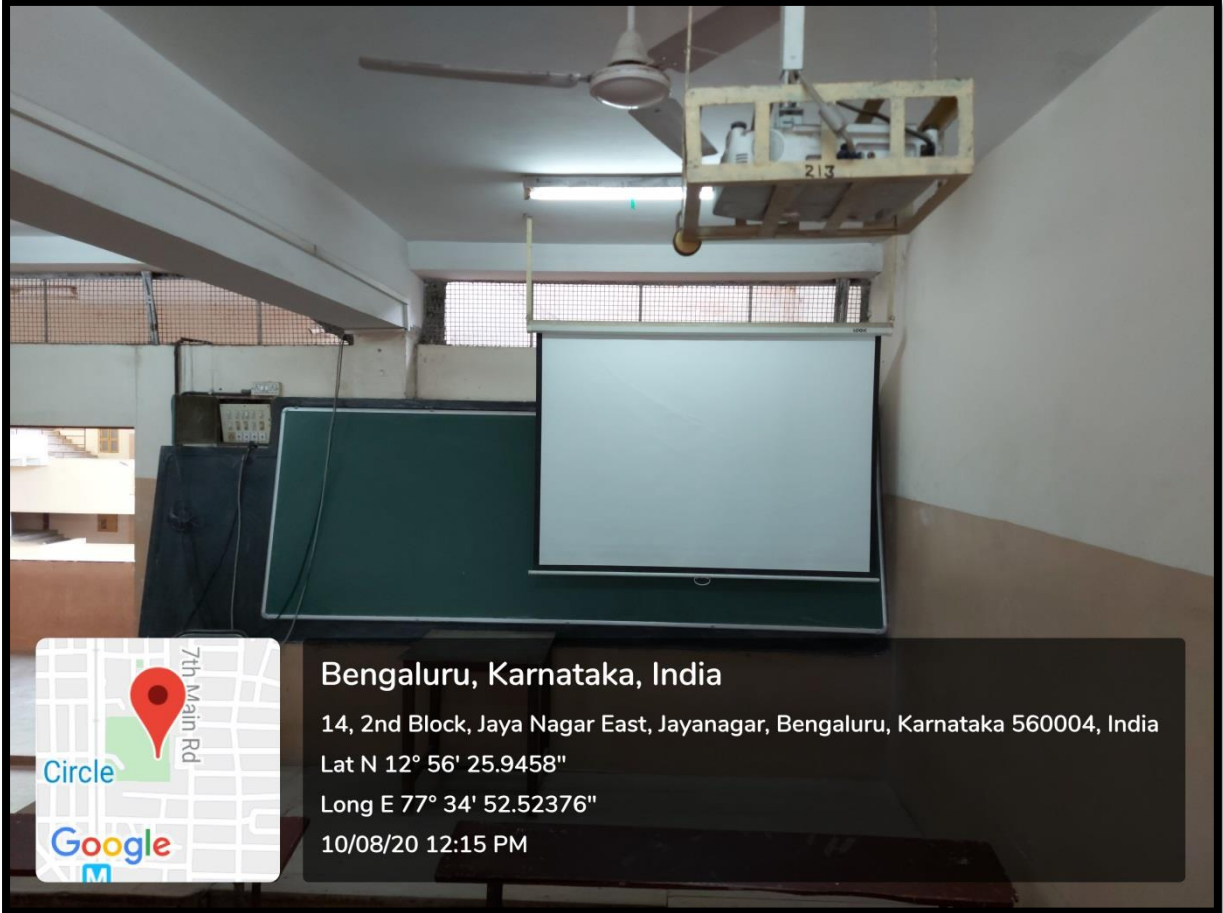 213
7th Main Rd
Circle
Google
M
Bengaluru, Karnataka, India
14, 2nd Block, Jaya Nagar East, Jayanagar, Bengaluru, Karnataka 560004, India
Lat N 12° 56' 25.9458"
Long E 77° 34' 52.52376"
10/08/20 12:15 PM